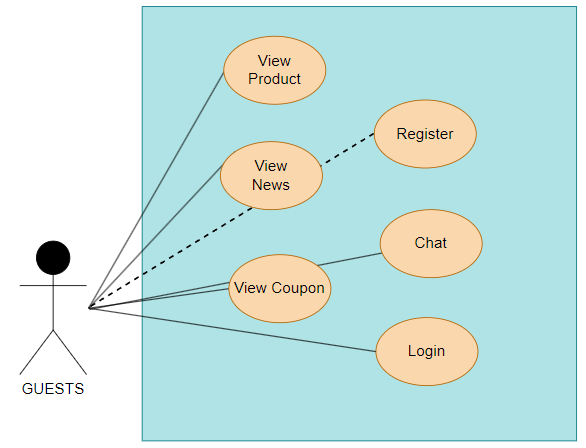 View
Product
Register
View
News
Chat
View Coupon
Login
GUESTS